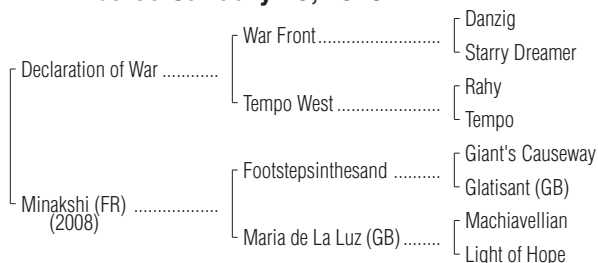 Danzig
War Front
Starry Dreamer
Declaration of War
Rahy
Tempo West
Tempo
Giant's Causeway
Footstepsinthesand
Glatisant (GB)
Minakshi (FR)
(2008)
Machiavellian
Maria de La Luz (GB)
Light of Hope